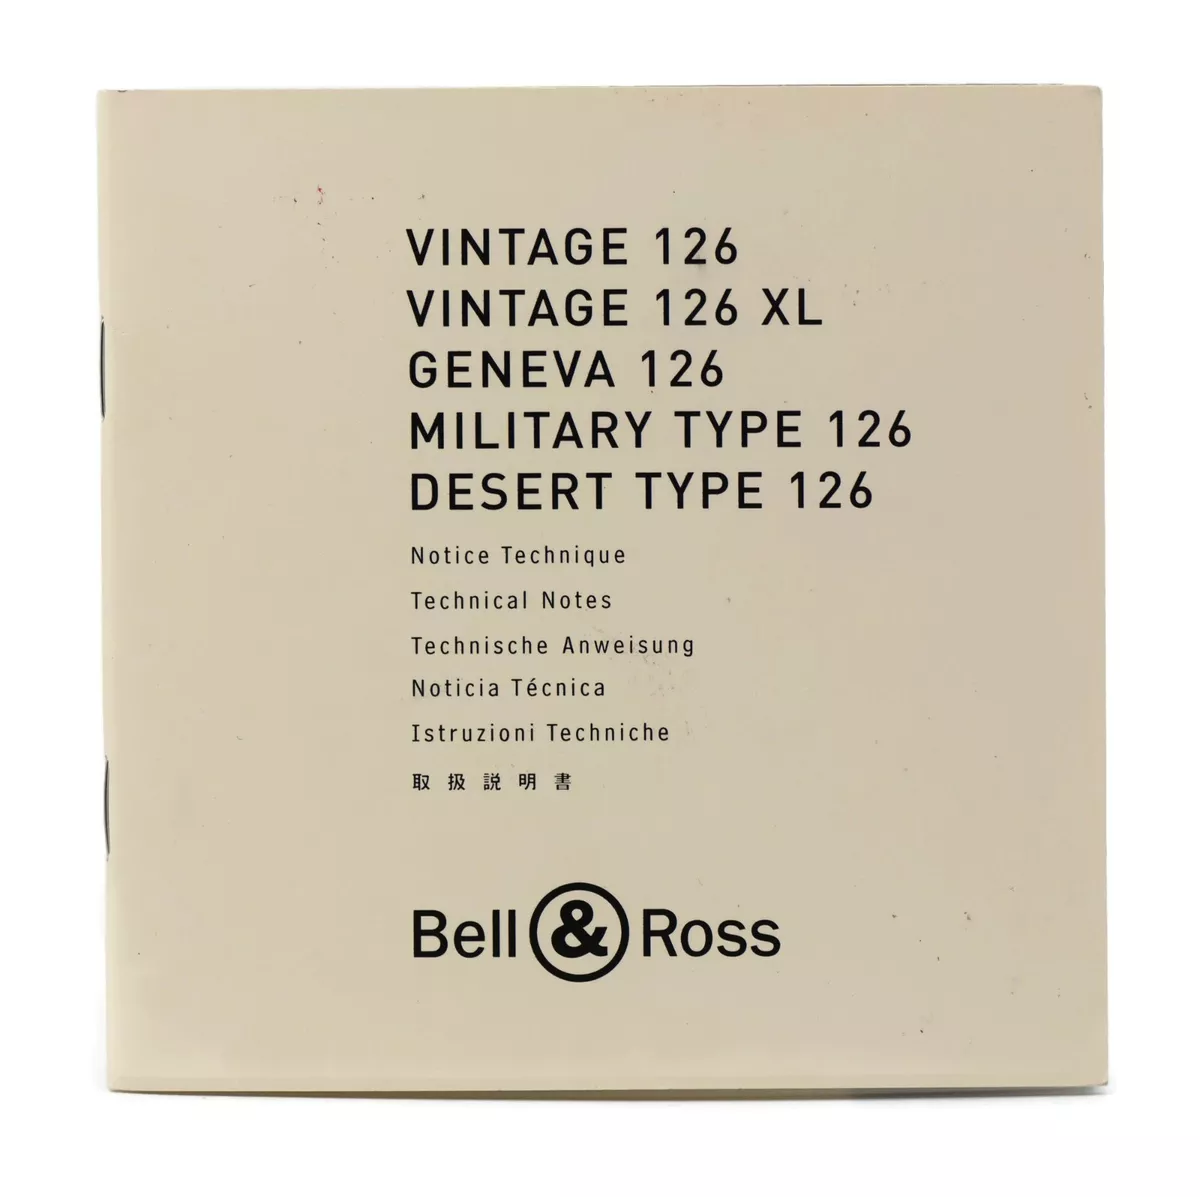 VINTAGE 126
VINTAGE 126 XL
GENEVA 126
MILITARY TYPE 126
DESERT TYPE 126
Notice Technique
Technical Notes
Technische Anweisung
Noticia Técnica
Istruzioni Techniche
取扱説明書
Bell & Ross